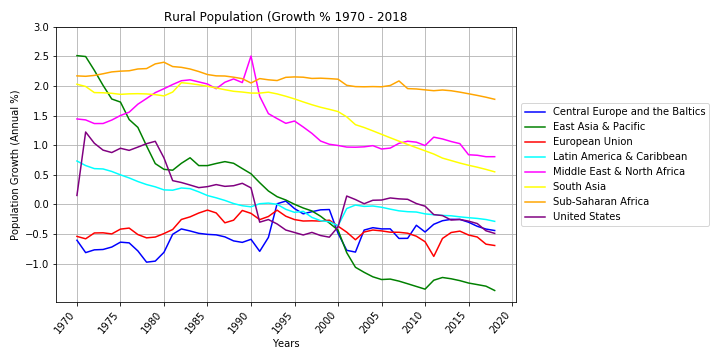 Rural Population (Growth % 1970 - 2018
Population Growth (Annual %)
3.0
2.5
2.0
1.5
1.0
0.5
0.0
−0.5
−1.0
1970
1975
1980
1985
1990
1995
2000
2005
2010
2015
2020
Years
Central Europe and the Baltics
East Asia & Pacific
European Union
Latin America & Caribbean
Middle East & North Africa
South Asia
Sub-Saharan Africa
United States